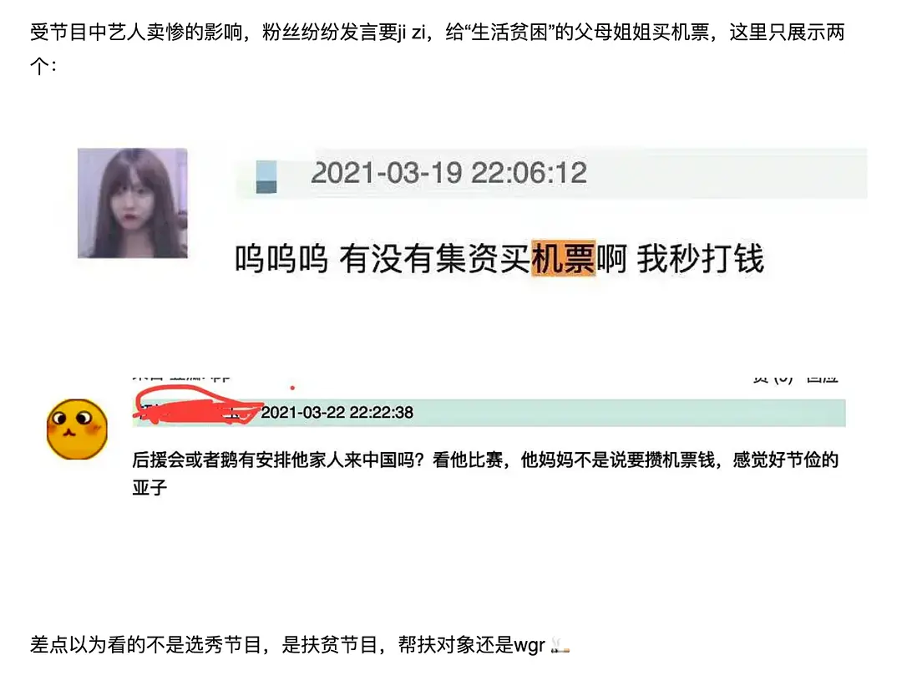 受节目中艺人卖惨的影响，粉丝纷纷发言要ji zi，给“生活贫困”的父母姐姐买机票，这里只展示两
个：
2021-03-19 22:06:12
呜呜呜 有没有集资买机票啊 我秒打钱
2021-03-22 22:22:38
后援会或者鹅有安排他家人来中国吗？看他比赛，他妈妈不是说要攒机票钱，感觉好节俭的
亚子
差点以为看的不是选秀节目，是扶贫节目，帮扶对象还是wgr